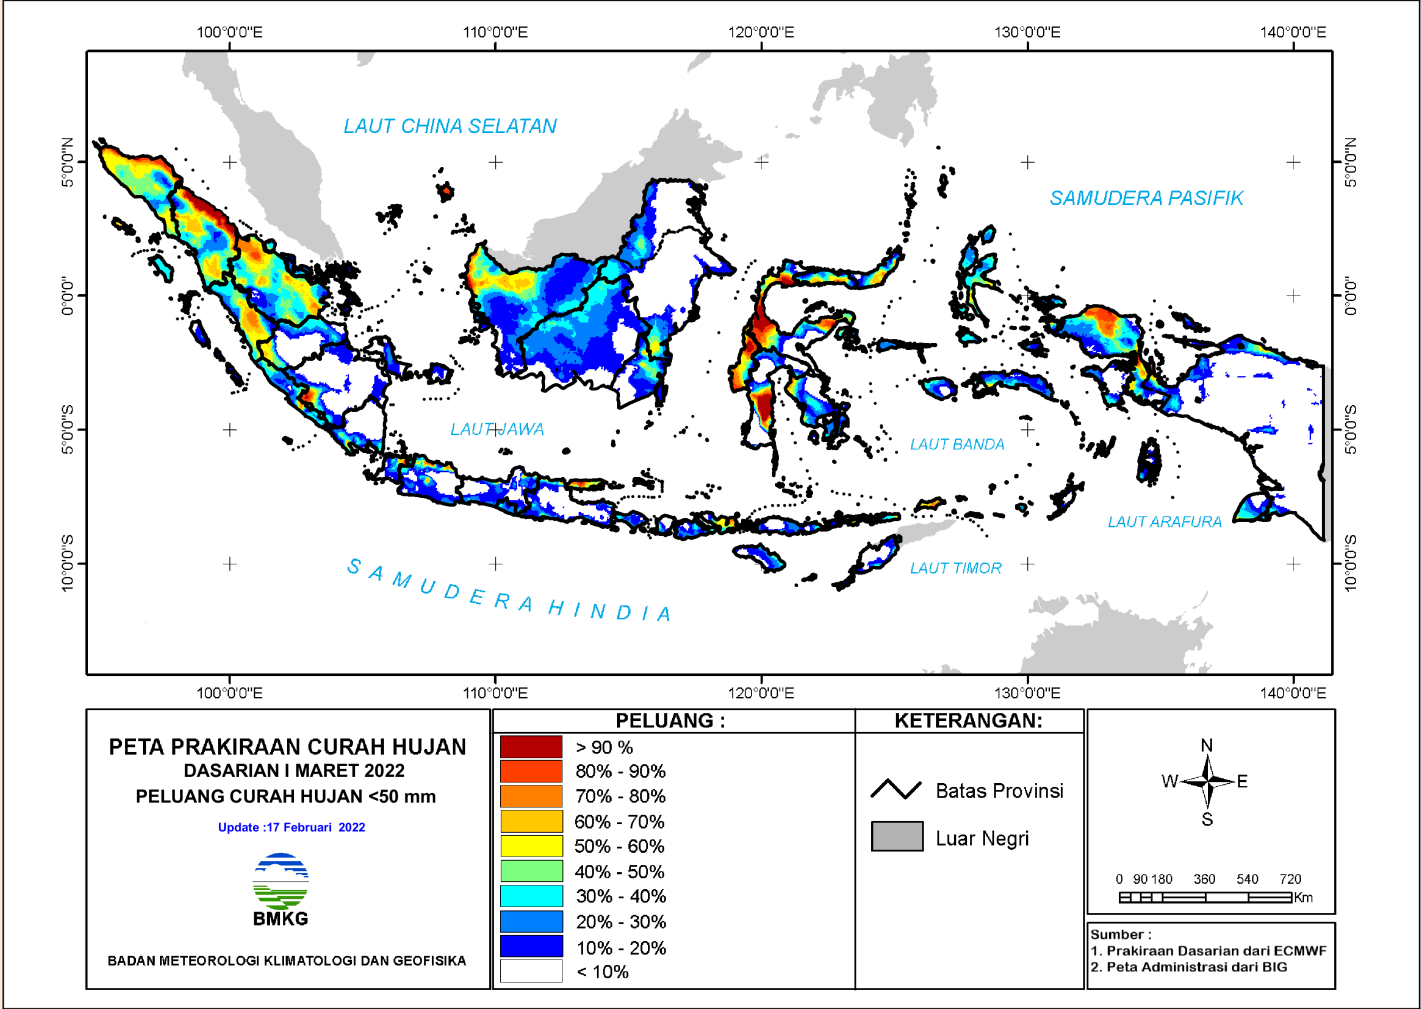 100°0'0"E 110°0'0"E 120°0'0"E 130°0'0"E 140°0'0"E
LAUT CHINA SELATAN
5°0'0"N 5°0'0"N
SAMUDERA PASIFIK
0°0'0" 0°0'0"
5°0'0"S LAUT JAWA LAUT BANDA 5°0'0"S
LAUT ARAFURA
10°0'0"S SAMUDERA HINDIA LAUT TIMOR 10°0'0"S
100°0'0"E 110°0'0"E 120°0'0"E 130°0'0"E 140°0'0"E
PETA PRAKIRAAN CURAH HUJAN
DASARIAN I MARET 2022
PELUANG CURAH HUJAN <50 mm
Update :17 Februari 2022
BMKG
BADAN METEOROLOGI KLIMATOLOGI DAN GEOFISIKA
PELUANG :
> 90 %
80% - 90%
70% - 80%
60% - 70%
50% - 60%
40% - 50%
30% - 40%
20% - 30%
10% - 20%
< 10%
KETERANGAN:
Batas Provinsi
Luar Negri
N
W E
S
0 90 180 360 540 720
Km
Sumber :
1. Prakiraan Dasarian dari ECMWF
2. Peta Administrasi dari BIG